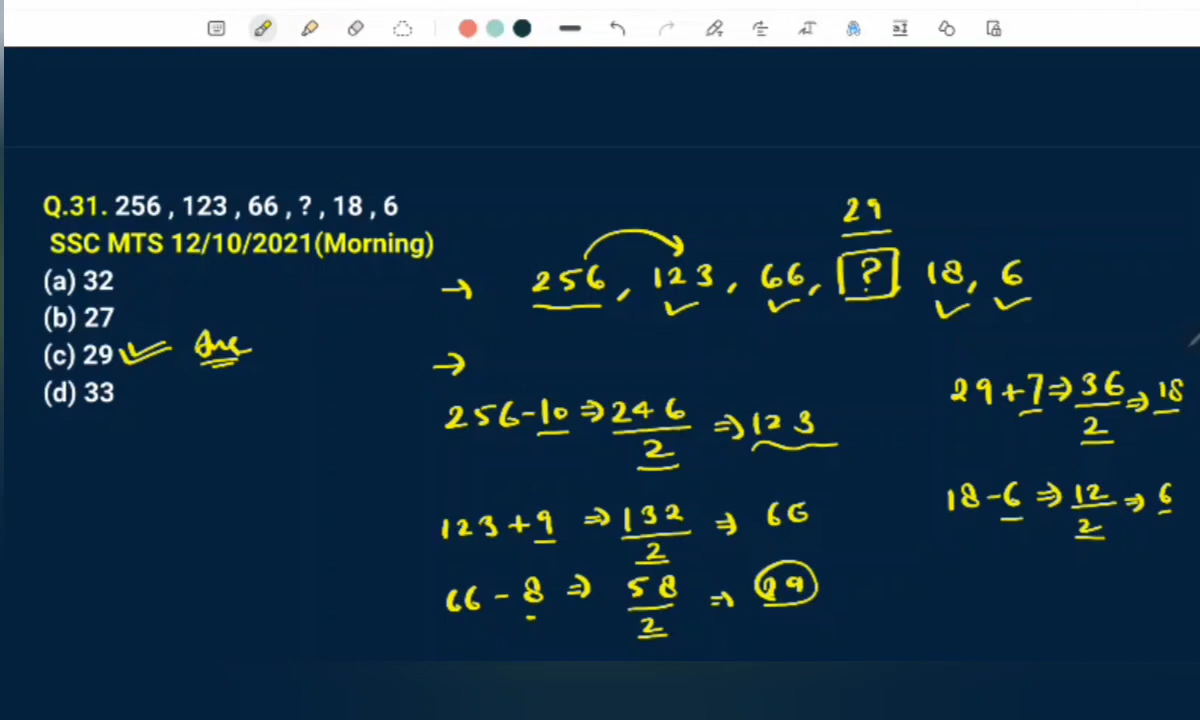 Q.31. 256 , 123 , 66 , ? , 18 , 6
SSC MTS 12/10/2021(Morning)
(a) 32
(b) 27
(c) 29 Ans
(d) 33
29
→ 256, 123, 66, ? 18, 6
→
256-10 ⇒ 246/2 ⇒ 123
123+9 ⇒ 132/2 ⇒ 66
66-8 ⇒ 58/2 ⇒ 29
29+7 ⇒ 36/2 ⇒ 18
18-6 ⇒ 12/2 ⇒ 6